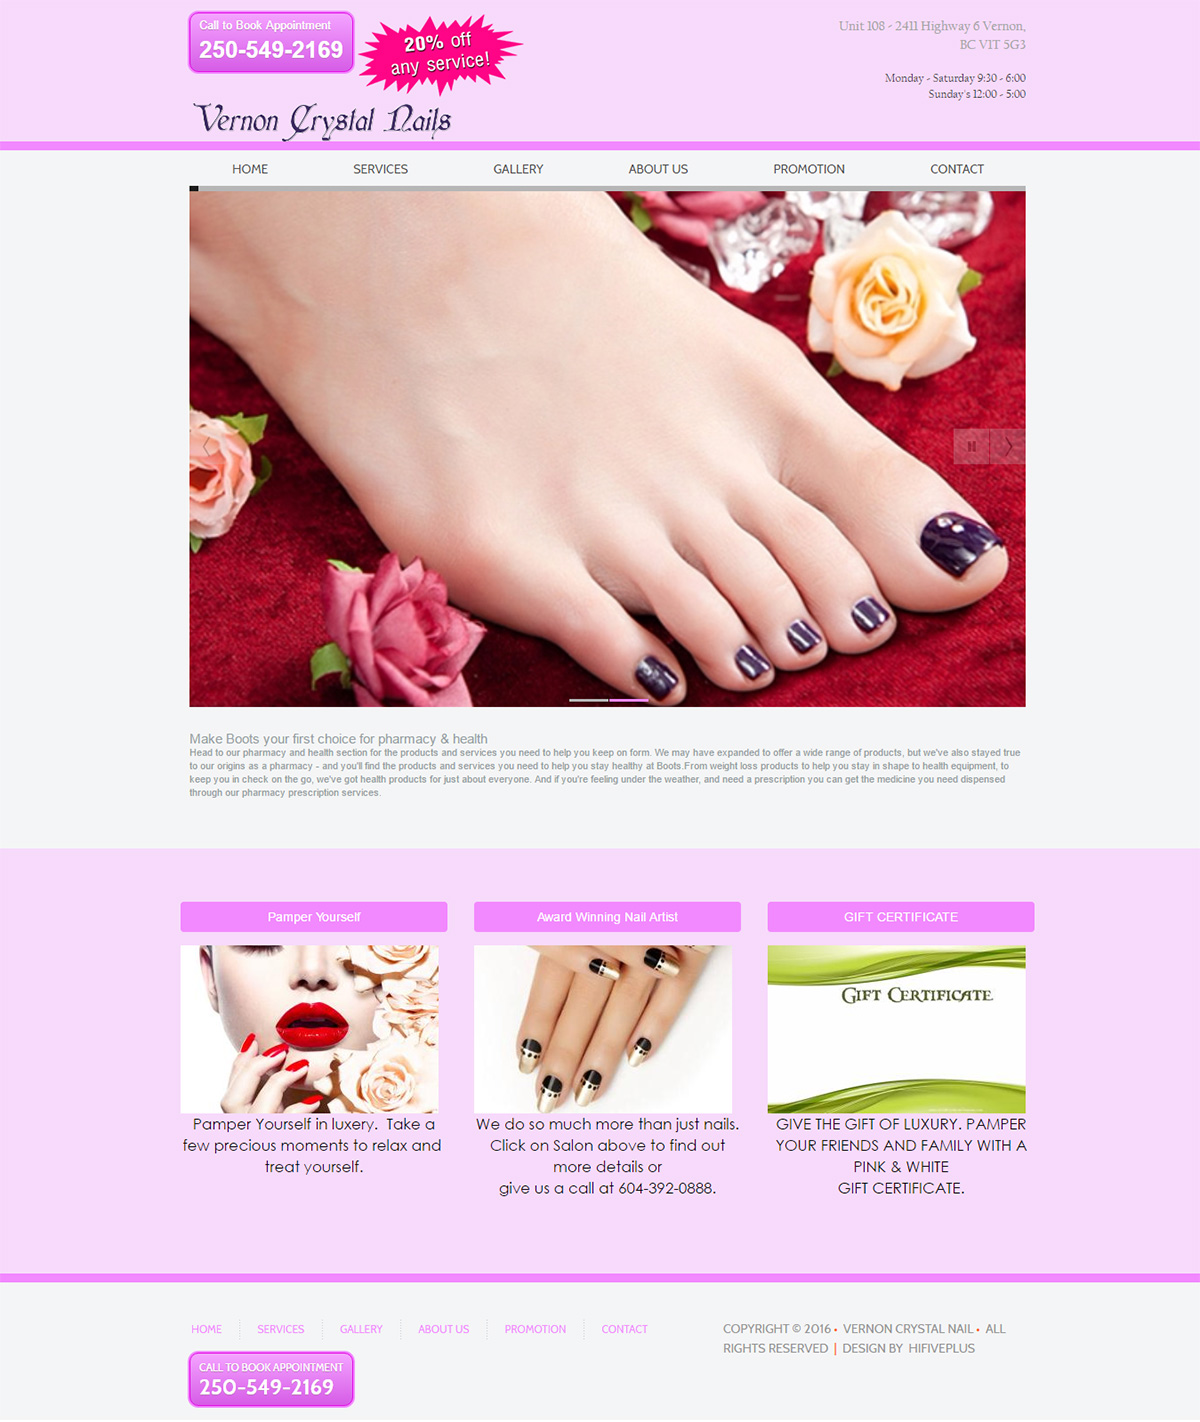 Call to Book Appointment
250-549-2169
20% off
any service!
Unit 108 - 2411 Highway 6 Vernon,
BC V1T 5G3
Monday - Saturday 9:30 - 6:00
Sunday's 12:00 - 5:00
Vernon Crystal Nails
HOME SERVICES GALLERY ABOUT US PROMOTION CONTACT
Make Boots your first choice for pharmacy & health
Head to our pharmacy and health section for the products and services you need to help you keep on form. We may have expanded to offer a wide range of products, but we've also stayed true
to our origins as a pharmacy - and you'll find the products and services you need to help you stay healthy at Boots.From weight loss products to help you stay in shape to health equipment, to
keep you in check on the go, we've got health products for just about everyone. And if you're feeling under the weather, and need a prescription you can get the medicine you need dispensed
through our pharmacy prescription services.
Pamper Yourself
Pamper Yourself in luxery. Take a
few precious moments to relax and
treat yourself.
Award Winning Nail Artist
We do so much more than just nails.
Click on Salon above to find out
more details or
give us a call at 604-392-0888.
GIFT CERTIFICATE
Gift Certificate
GIVE THE GIFT OF LUXURY. PAMPER
YOUR FRIENDS AND FAMILY WITH A
PINK & WHITE
GIFT CERTIFICATE.
HOME SERVICES GALLERY ABOUT US PROMOTION CONTACT
CALL TO BOOK APPOINTMENT
250-549-2169
COPYRIGHT © 2016 • VERNON CRYSTAL NAIL • ALL
RIGHTS RESERVED | DESIGN BY HIFIVEPLUS